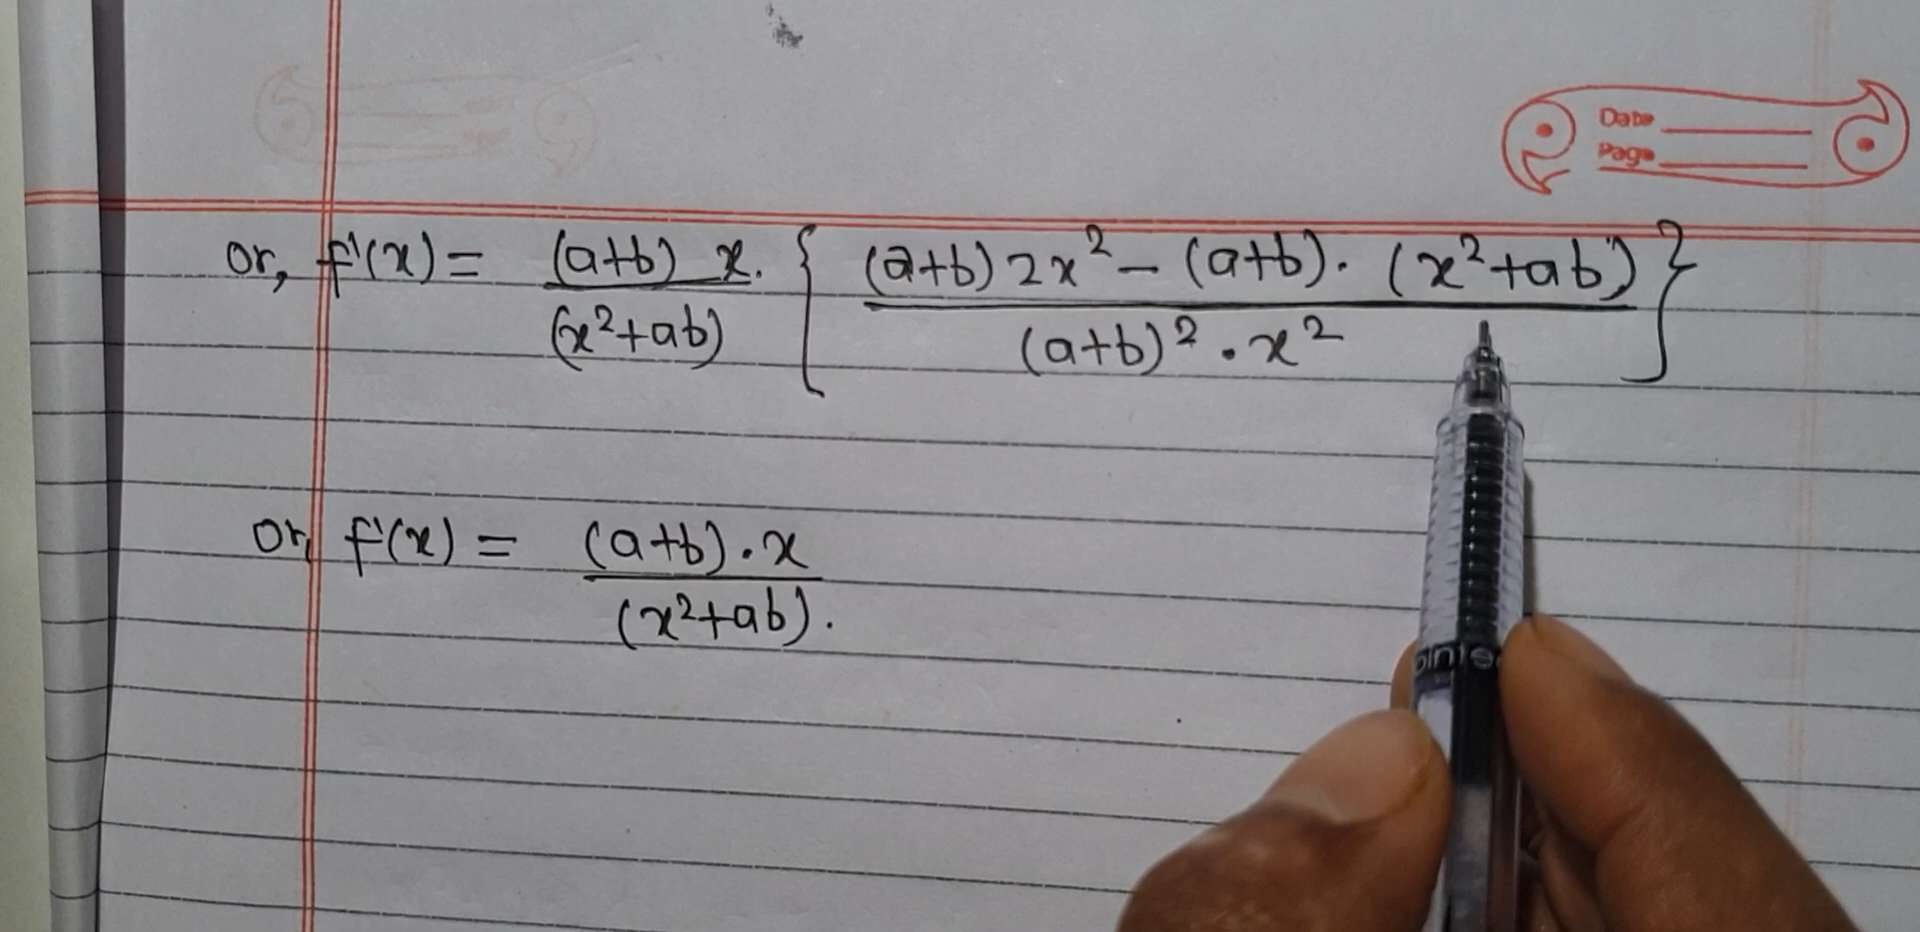 Date
Page
or, f'(x) = (a+b) x. / (x²+ab) { (a+b) 2x² - (a+b). (x²+ab) / (a+b)² . x² }
or, f'(x) = (a+b).x / (x²+ab).